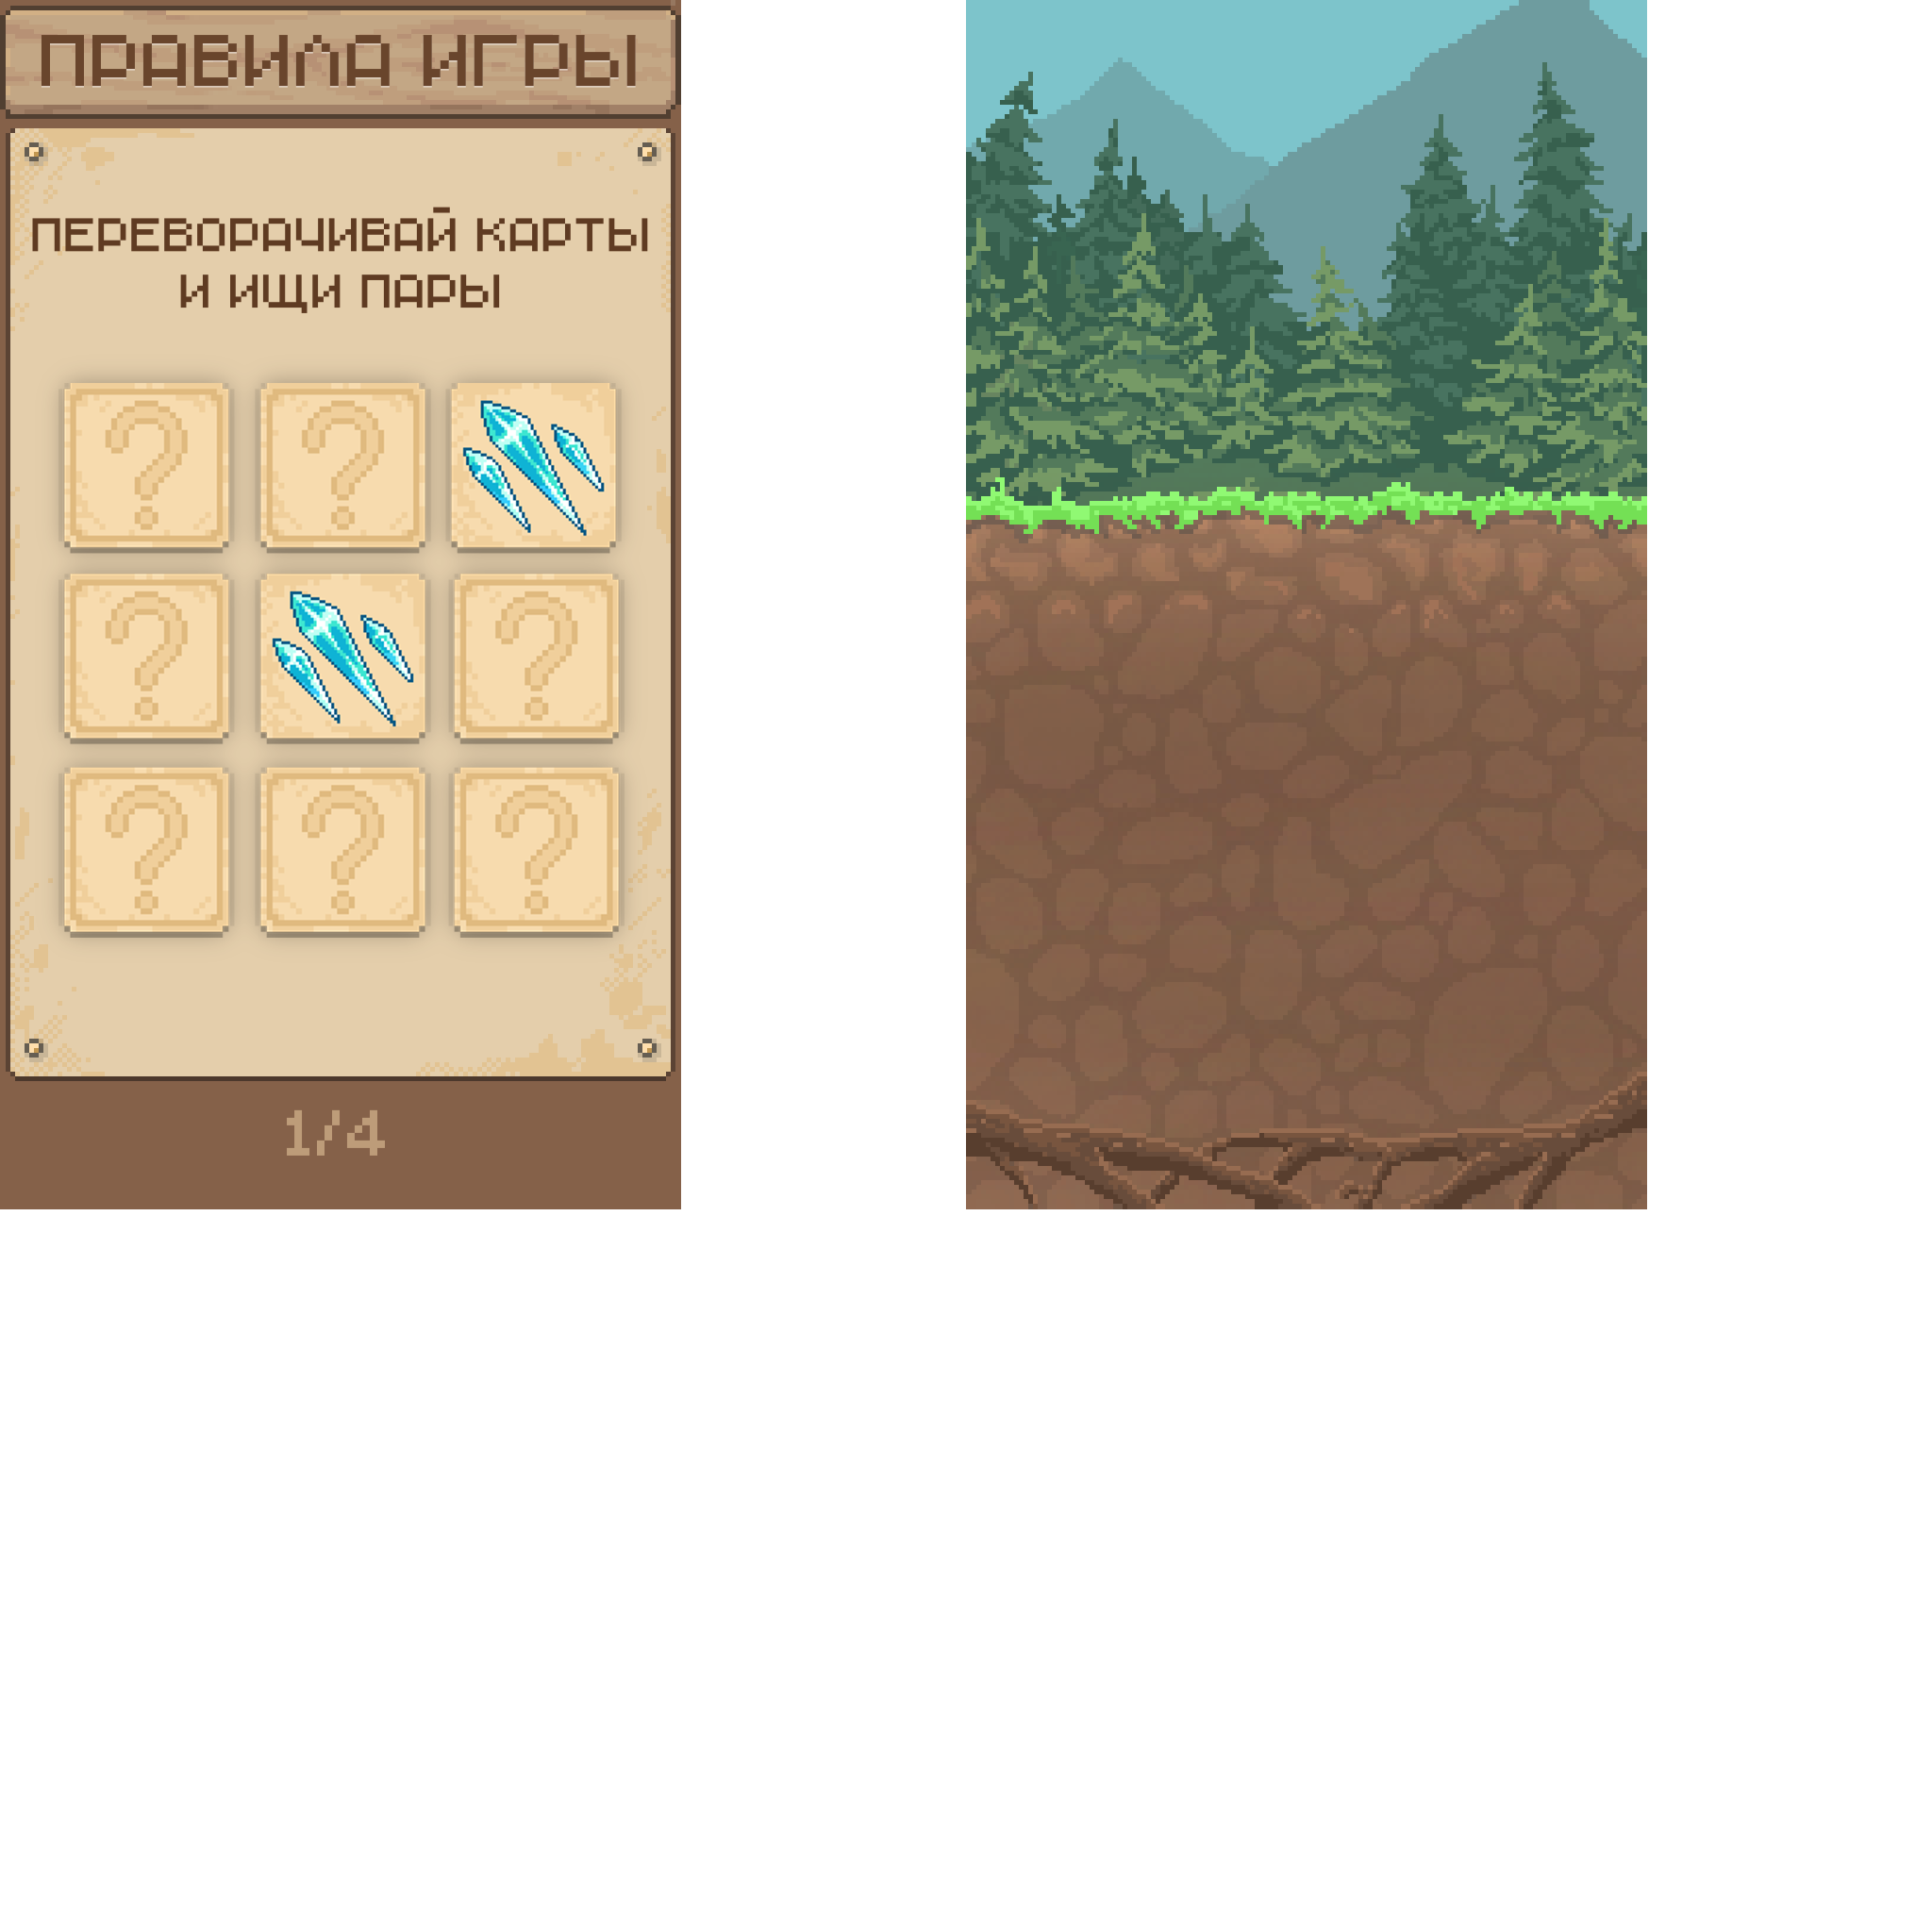 ПРАВИЛА ИГРЫ
ПЕРЕВОРАЧИВАЙ КАРТЫ
И ИЩИ ПАРЫ
? ?
? ?
? ? ?
1/4